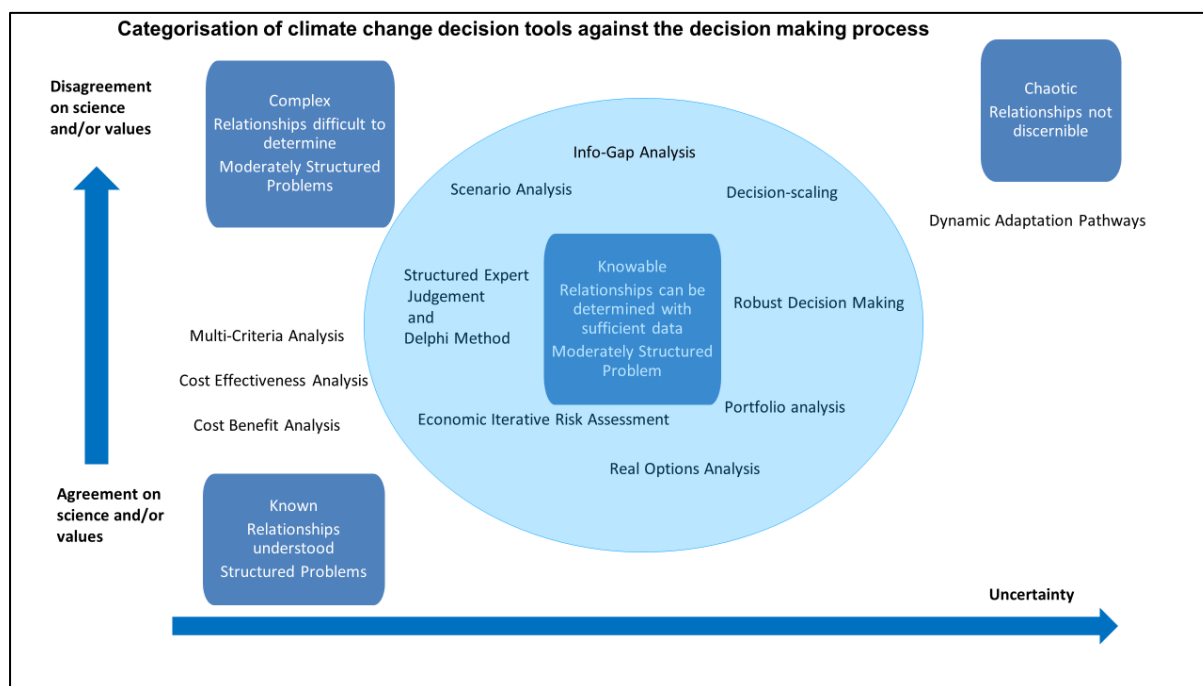 Categorisation of climate change decision tools against the decision making process
Disagreement
on science
and/or values
Complex
Relationships difficult to
determine
Moderately Structured
Problems
Chaotic
Relationships not
discernible
Info-Gap Analysis
Scenario Analysis
Decision-scaling
Dynamic Adaptation Pathways
Structured Expert
Judgement
and
Delphi Method
Knowable
Relationships can be
determined with
sufficient data
Moderately Structured
Problem
Robust Decision Making
Multi-Criteria Analysis
Cost Effectiveness Analysis
Cost Benefit Analysis
Economic Iterative Risk Assessment
Portfolio analysis
Real Options Analysis
Agreement on
science and/or
values
Known
Relationships
understood
Structured Problems
Uncertainty